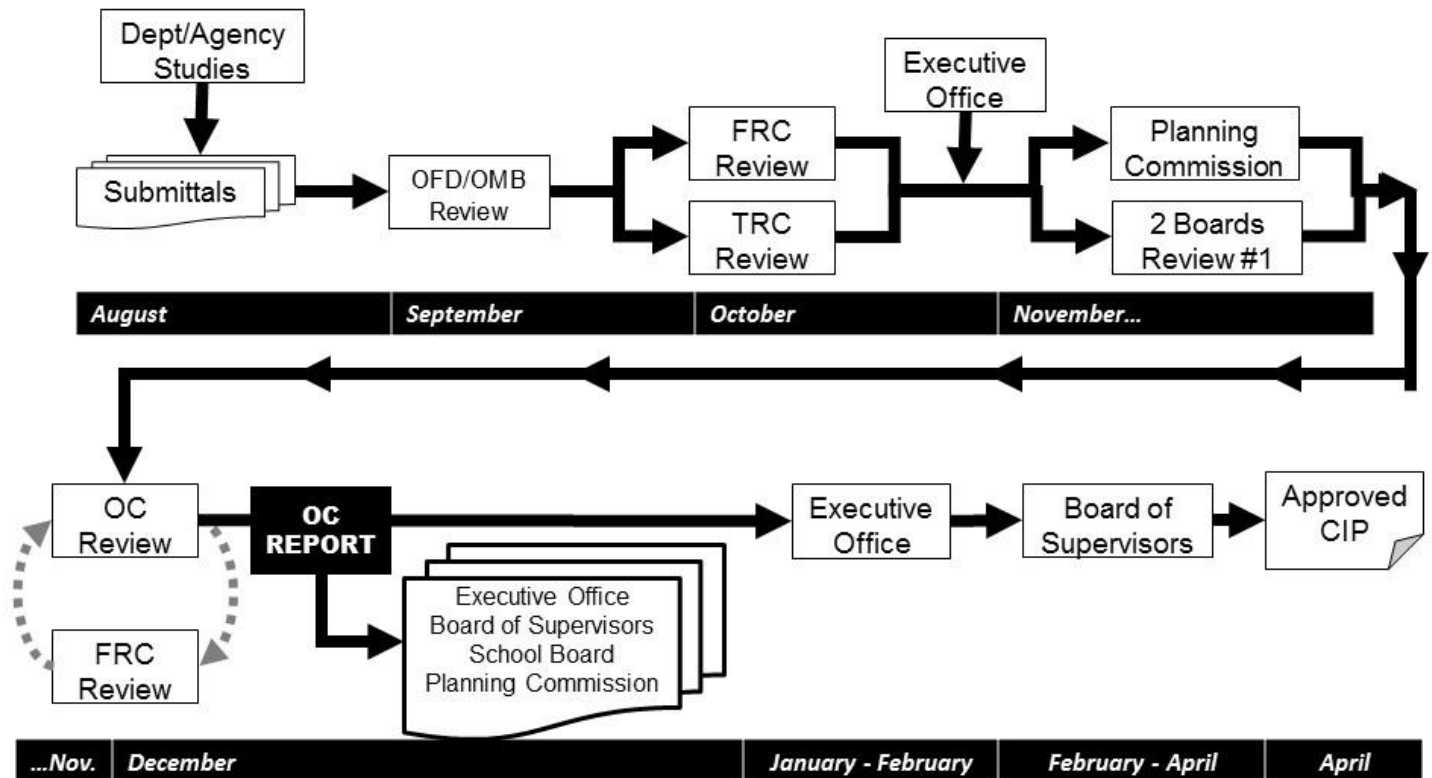 Dept/Agency
Studies
Submittals
OFD/OMB
Review
FRC
Review
TRC
Review
Executive
Office
Planning
Commission
2 Boards
Review #1
August
September
October
November...
OC
Review
FRC
Review
OC
REPORT
Executive Office
Board of Supervisors
School Board
Planning Commission
Executive
Office
Board of
Supervisors
Approved
CIP
...Nov.
December
January - February
February - April
April